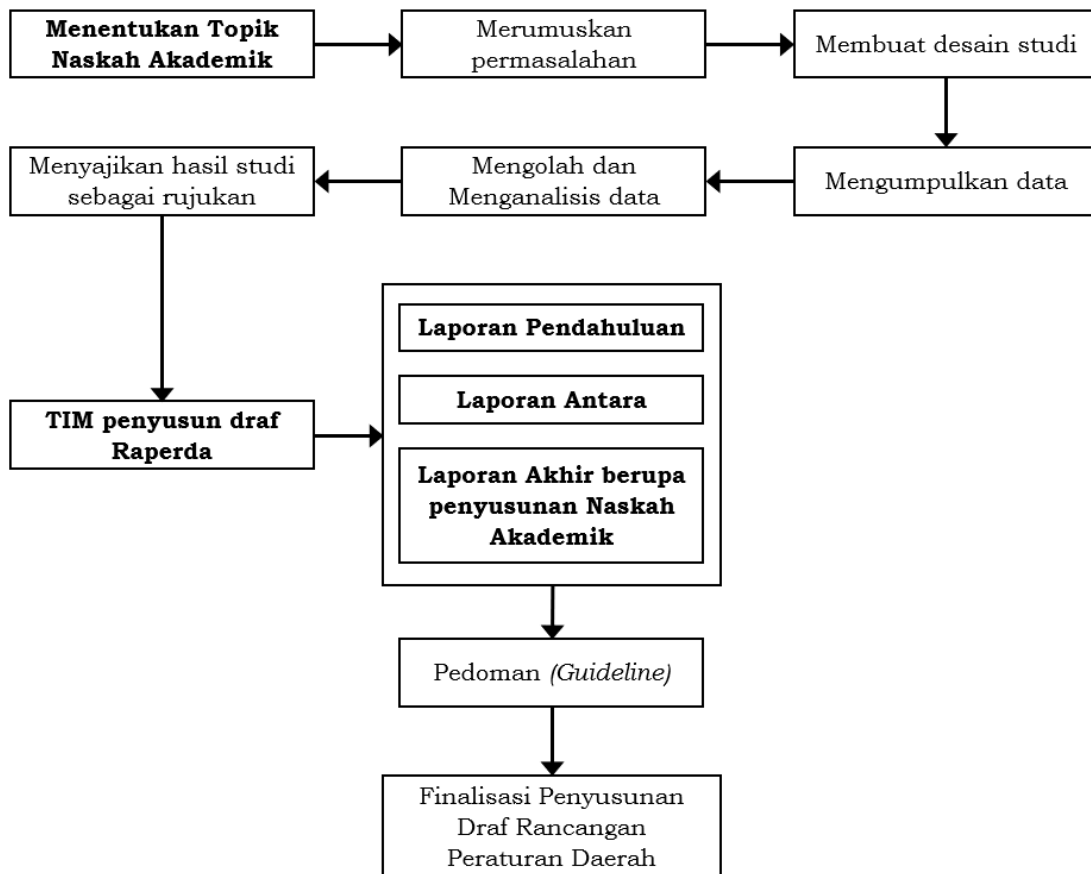 Menentukan Topik
Naskah Akademik
Merumuskan
permasalahan
Membuat desain studi
Menyajikan hasil studi
sebagai rujukan
Mengolah dan
Menganalisis data
Mengumpulkan data
Laporan Pendahuluan
Laporan Antara
TIM penyusun draf
Raperda
Laporan Akhir berupa
penyusunan Naskah
Akademik
Pedoman (Guideline)
Finalisasi Penyusunan
Draf Rancangan
Peraturan Daerah